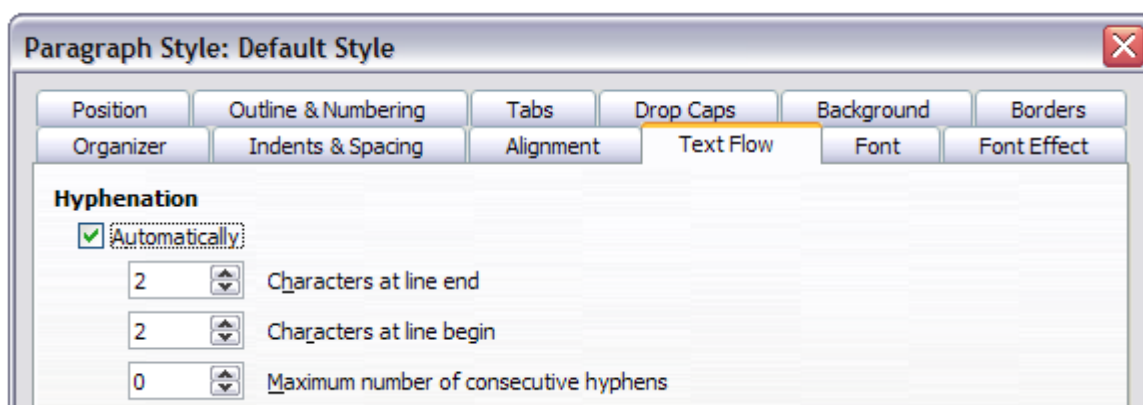 Paragraph Style: Default Style
Position Outline & Numbering Tabs Drop Caps Background Borders
Organizer Indents & Spacing Alignment Text Flow Font Font Effect
Hyphenation
Automatically
2 Characters at line end
2 Characters at line begin
0 Maximum number of consecutive hyphens